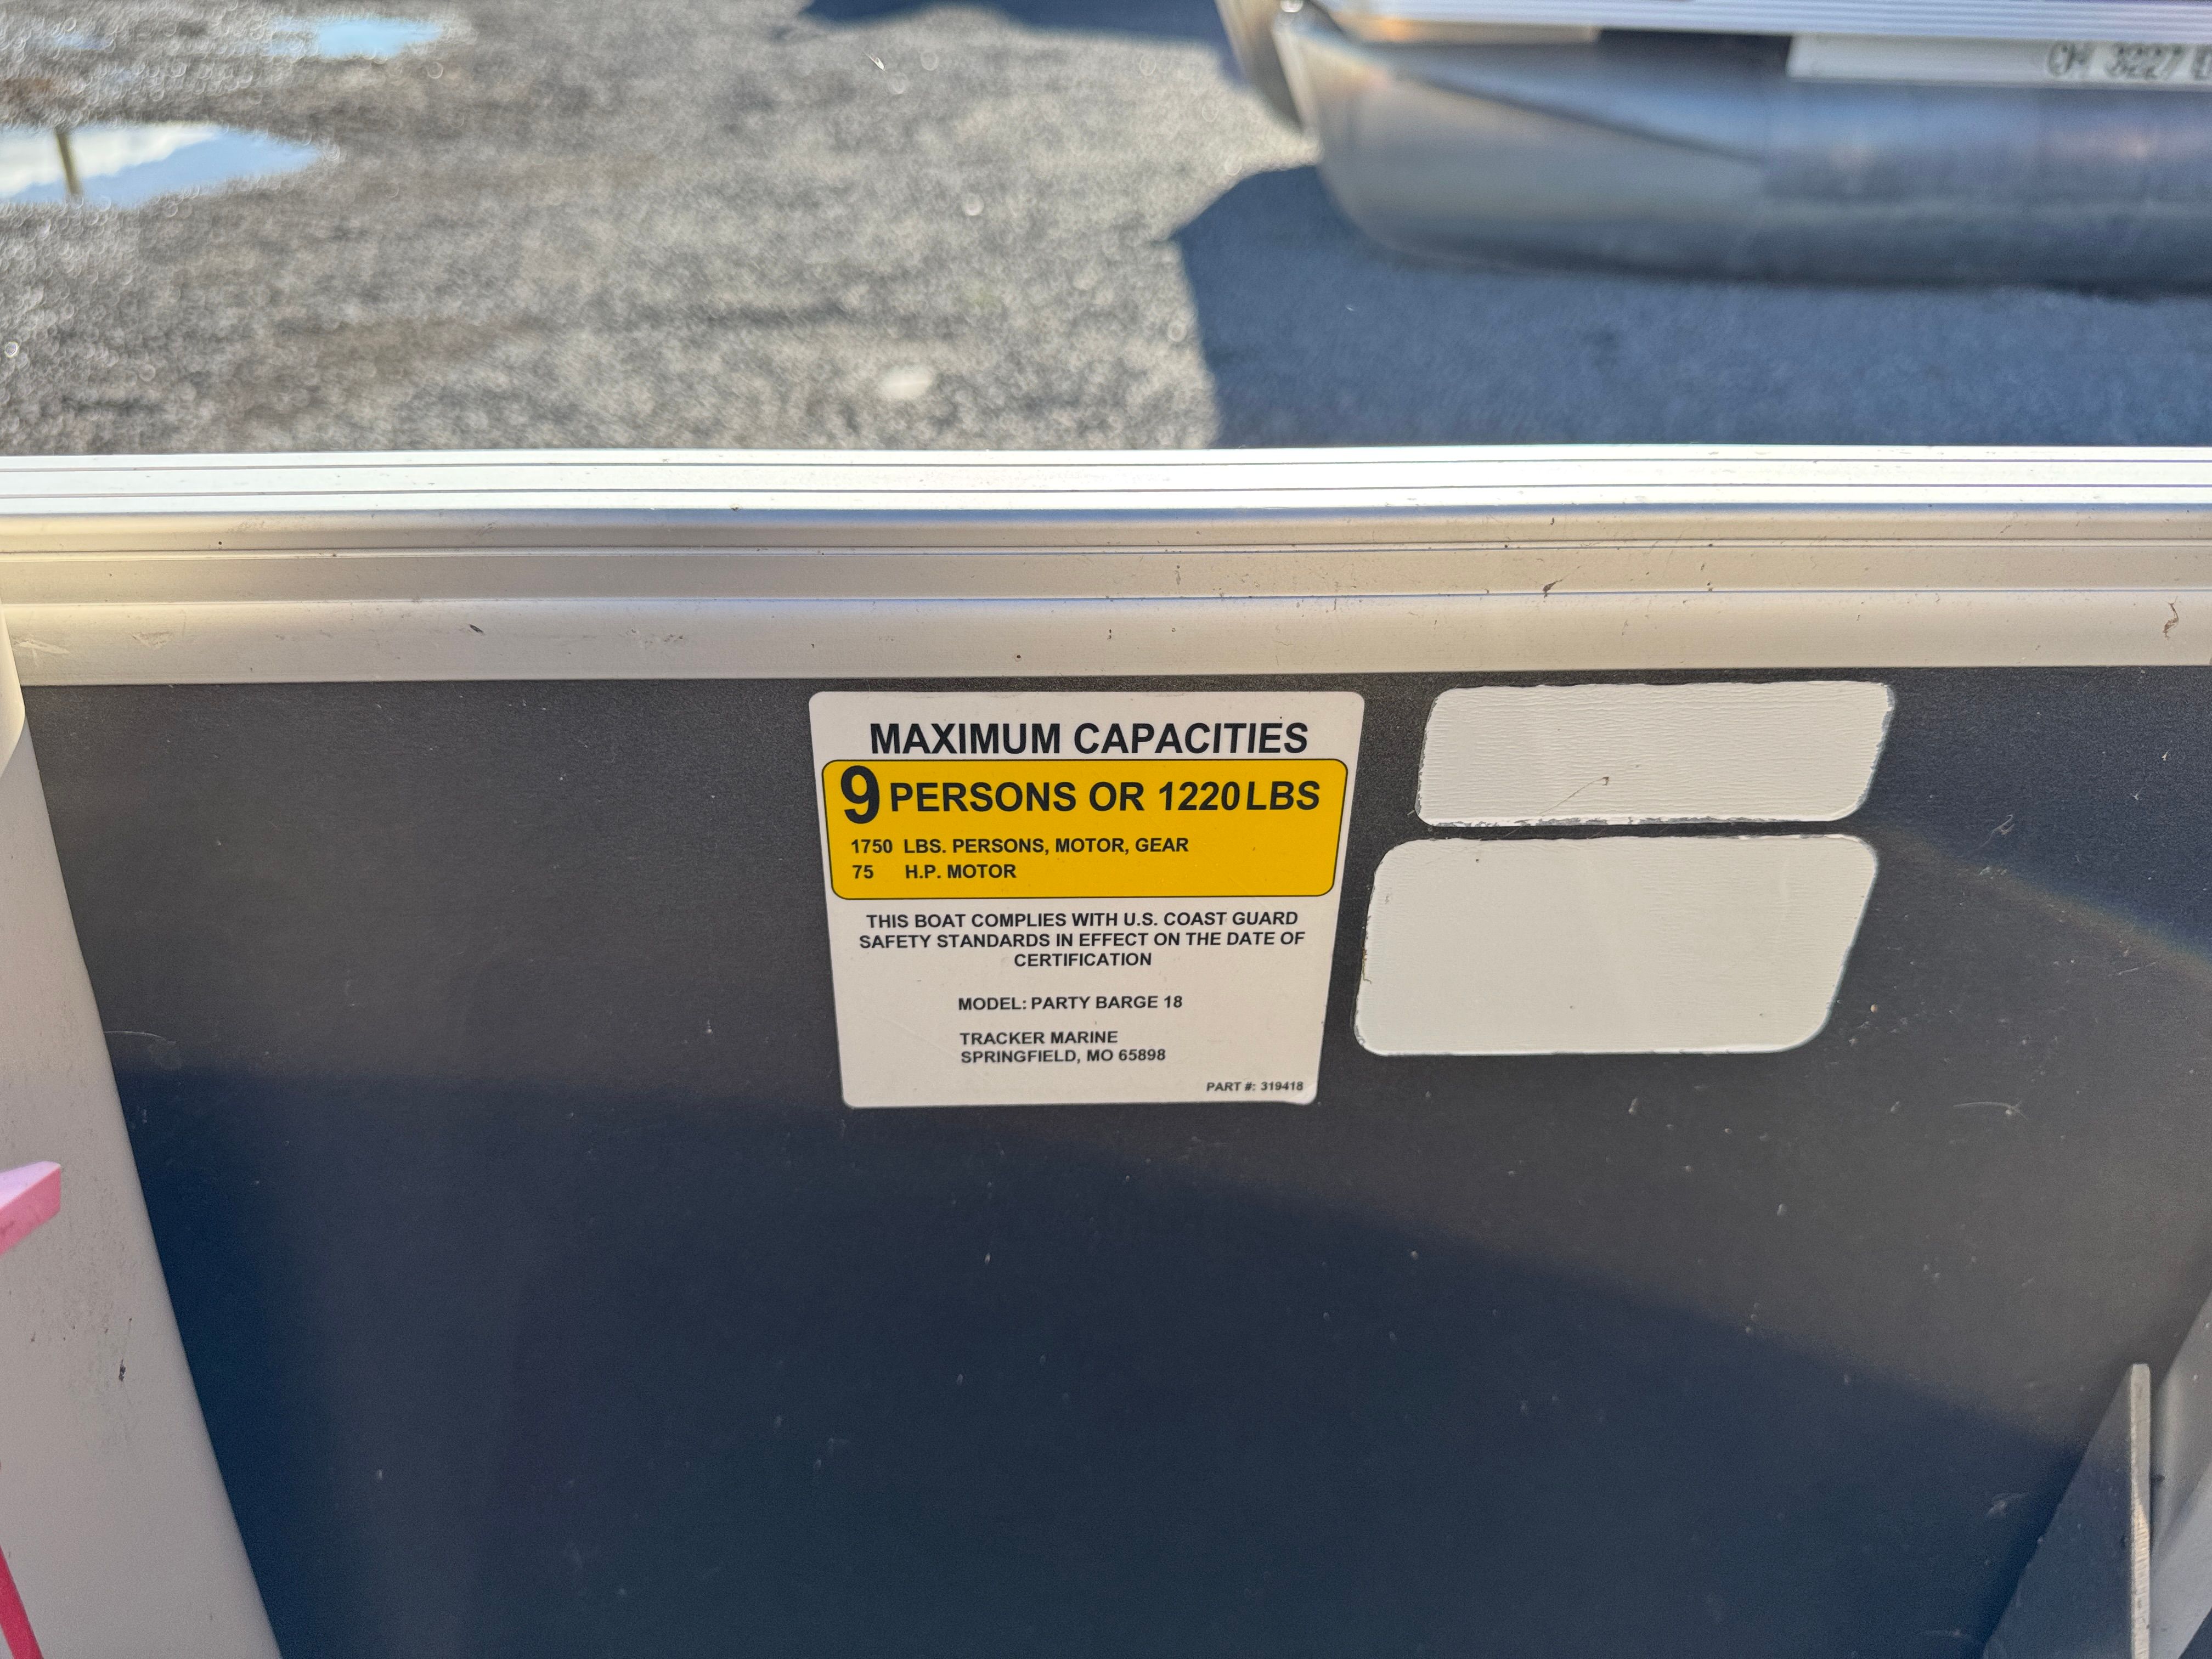 MAXIMUM CAPACITIES
9 PERSONS OR 1220 LBS
1750 LBS. PERSONS, MOTOR, GEAR
75 H.P. MOTOR
THIS BOAT COMPLIES WITH U.S. COAST GUARD
SAFETY STANDARDS IN EFFECT ON THE DATE OF
CERTIFICATION
MODEL: PARTY BARGE 18
TRACKER MARINE
SPRINGFIELD, MO 65898
PART #: 319418